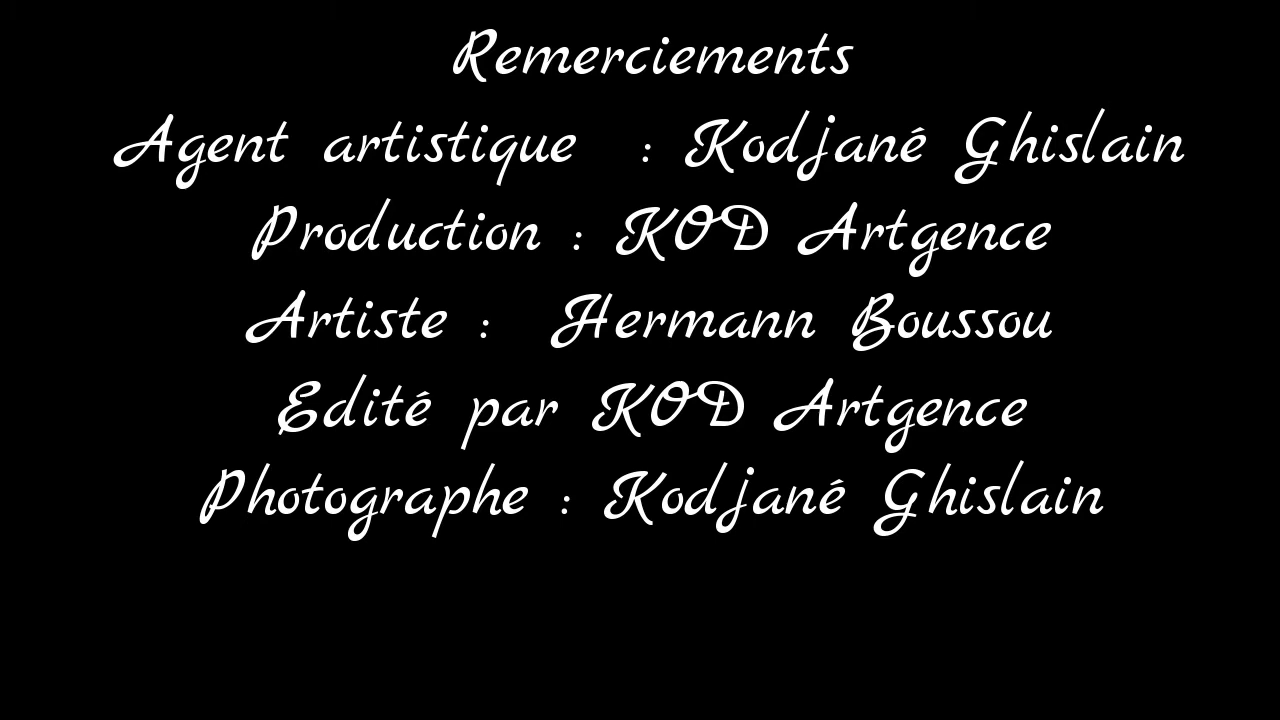 Remerciements
Agent artistique : Kodjané Ghislain
Production : KOD Artgence
Artiste : Hermann Boussou
Edité par KOD Artgence
Photographe : Kodjané Ghislain